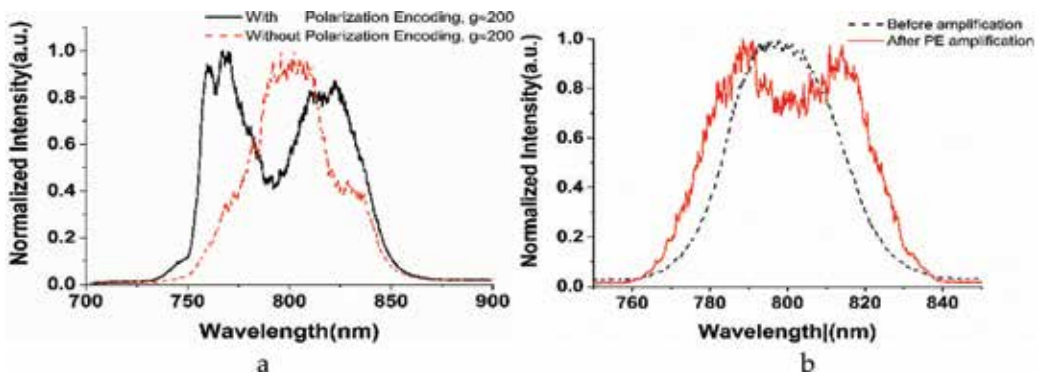 With Polarization Encoding, g=200
Without Polarization Encoding, g=200
Normalized Intensity(a.u.)
1.0
0.8
0.6
0.4
0.2
0.0
700
750
800
850
900
Wavelength(nm)
a
Before amplification
After PE amplification
Normalized Intensity(a.u.)
1.0
0.8
0.6
0.4
0.2
0.0
760
780
800
820
840
Wavelength|(nm)
b